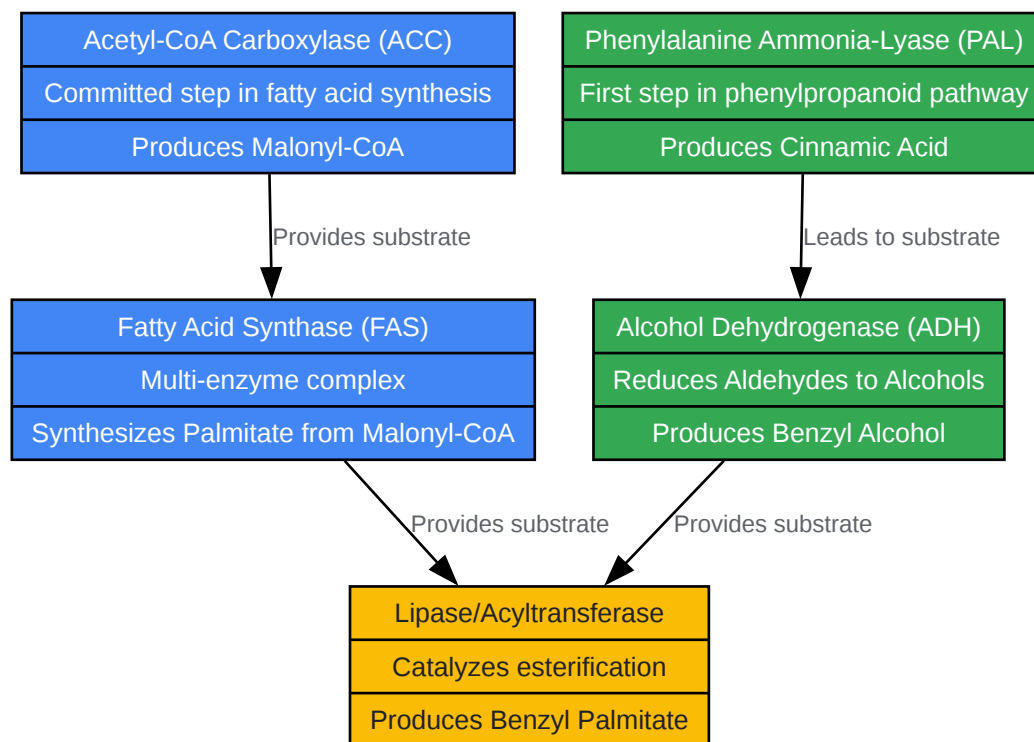 Acetyl-CoA Carboxylase (ACC)
Committed step in fatty acid synthesis
Produces Malonyl-CoA
Phenylalanine Ammonia-Lyase (PAL)
First step in phenylpropanoid pathway
Produces Cinnamic Acid
Provides substrate
Leads to substrate
Fatty Acid Synthase (FAS)
Multi-enzyme complex
Synthesizes Palmitate from Malonyl-CoA
Alcohol Dehydrogenase (ADH)
Reduces Aldehydes to Alcohols
Produces Benzyl Alcohol
Provides substrate
Provides substrate
Lipase/Acyltransferase
Catalyzes esterification
Produces Benzyl Palmitate